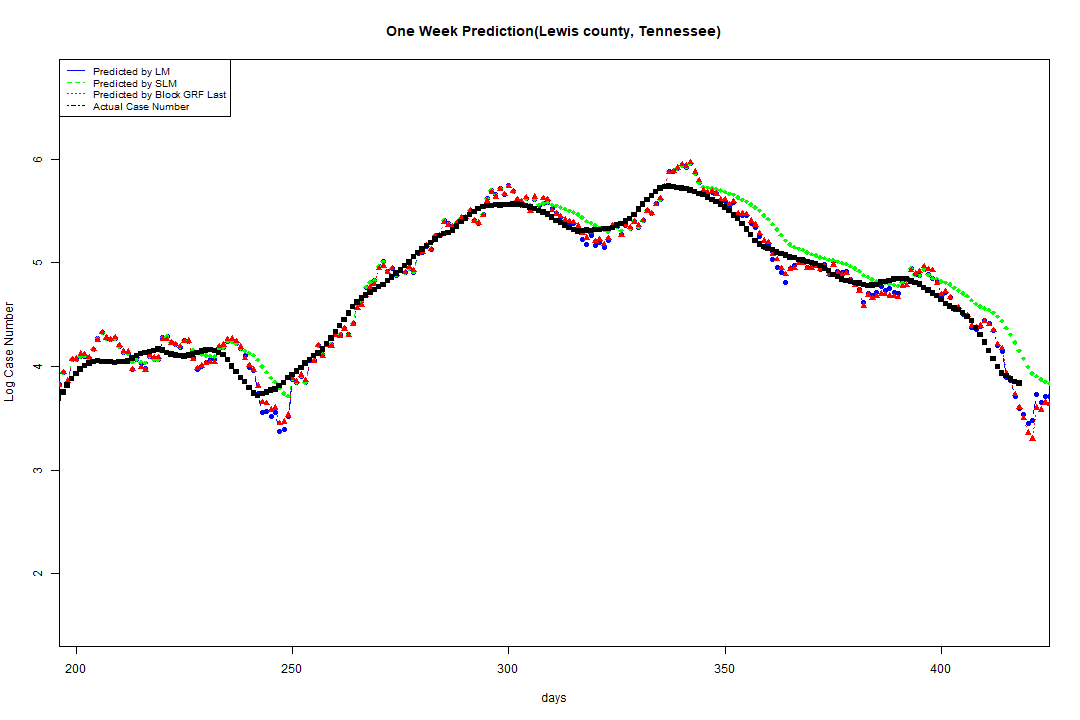 One Week Prediction(Lewis county, Tennessee)
Predicted by LM
Predicted by SLM
Predicted by Block GRF Last
Actual Case Number
Log Case Number
6
5
4
3
2
200 250 300 350 400
days